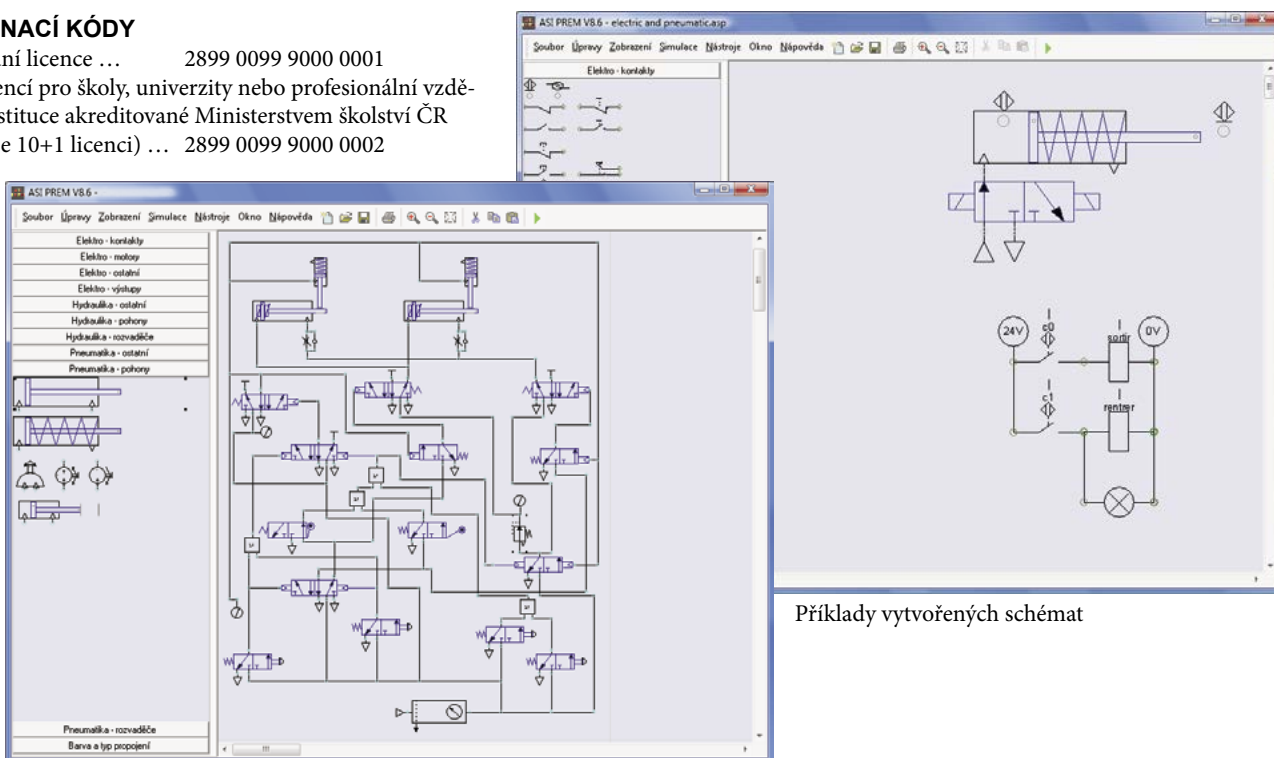 NACÍ KÓDY
ní licence … 2899 0099 9000 0001
encí pro školy, univerzity nebo profesionální vzdě-
stituce akreditované Ministerstvem školství ČR
e 10+1 licenci) … 2899 0099 9000 0002
ASI PREM V8.6 - electric and pneumatic.asp
Soubor Úpravy Zobrazení Simulace Nástroje Okno Nápověda
Elektro - kontakty
24V
c0
sortir
0V
c1
rentrer
ASI PREM V8.6 -
Soubor Úpravy Zobrazení Simulace Nástroje Okno Nápověda
Elektro - kontakty
Elektro - motory
Elektro - ostatní
Elektro - výstupy
Hydraulika - ostatní
Hydraulika - pohony
Hydraulika - rozvaděče
Pneumatika - ostatní
Pneumatika - pohony
Pneumatika - rozvaděče
Barva a typ propojení
Příklady vytvořených schémat